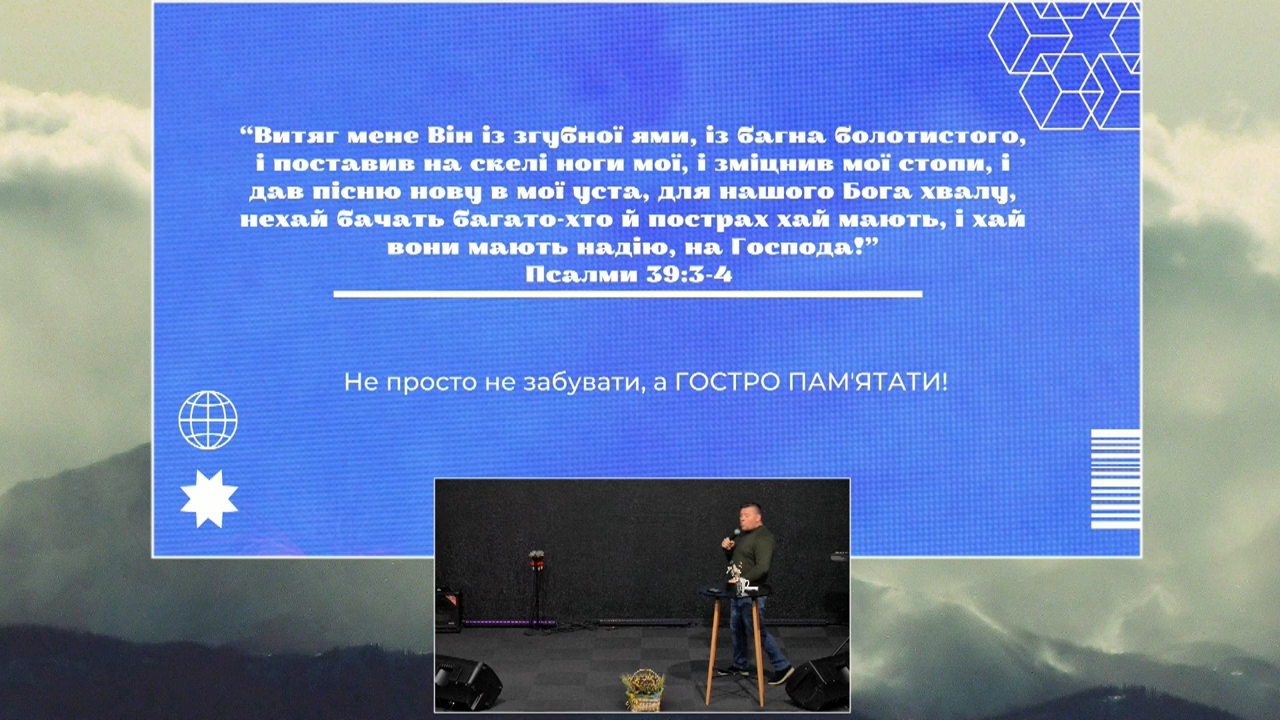 “Витяг мене Він із згубної ями, із багна болотистого,
і поставив на скелі ноги мої, і зміцнив мої стопи, і
дав пісню нову в мої уста, для нашого Бога хвалу,
нехай бачать багато-хто й пострах хай мають, і хай
вони мають надію, на Господа!”
Псалми 39:3-4
Не просто не забувати, а ГОСТРО ПАМ'ЯТАТИ!